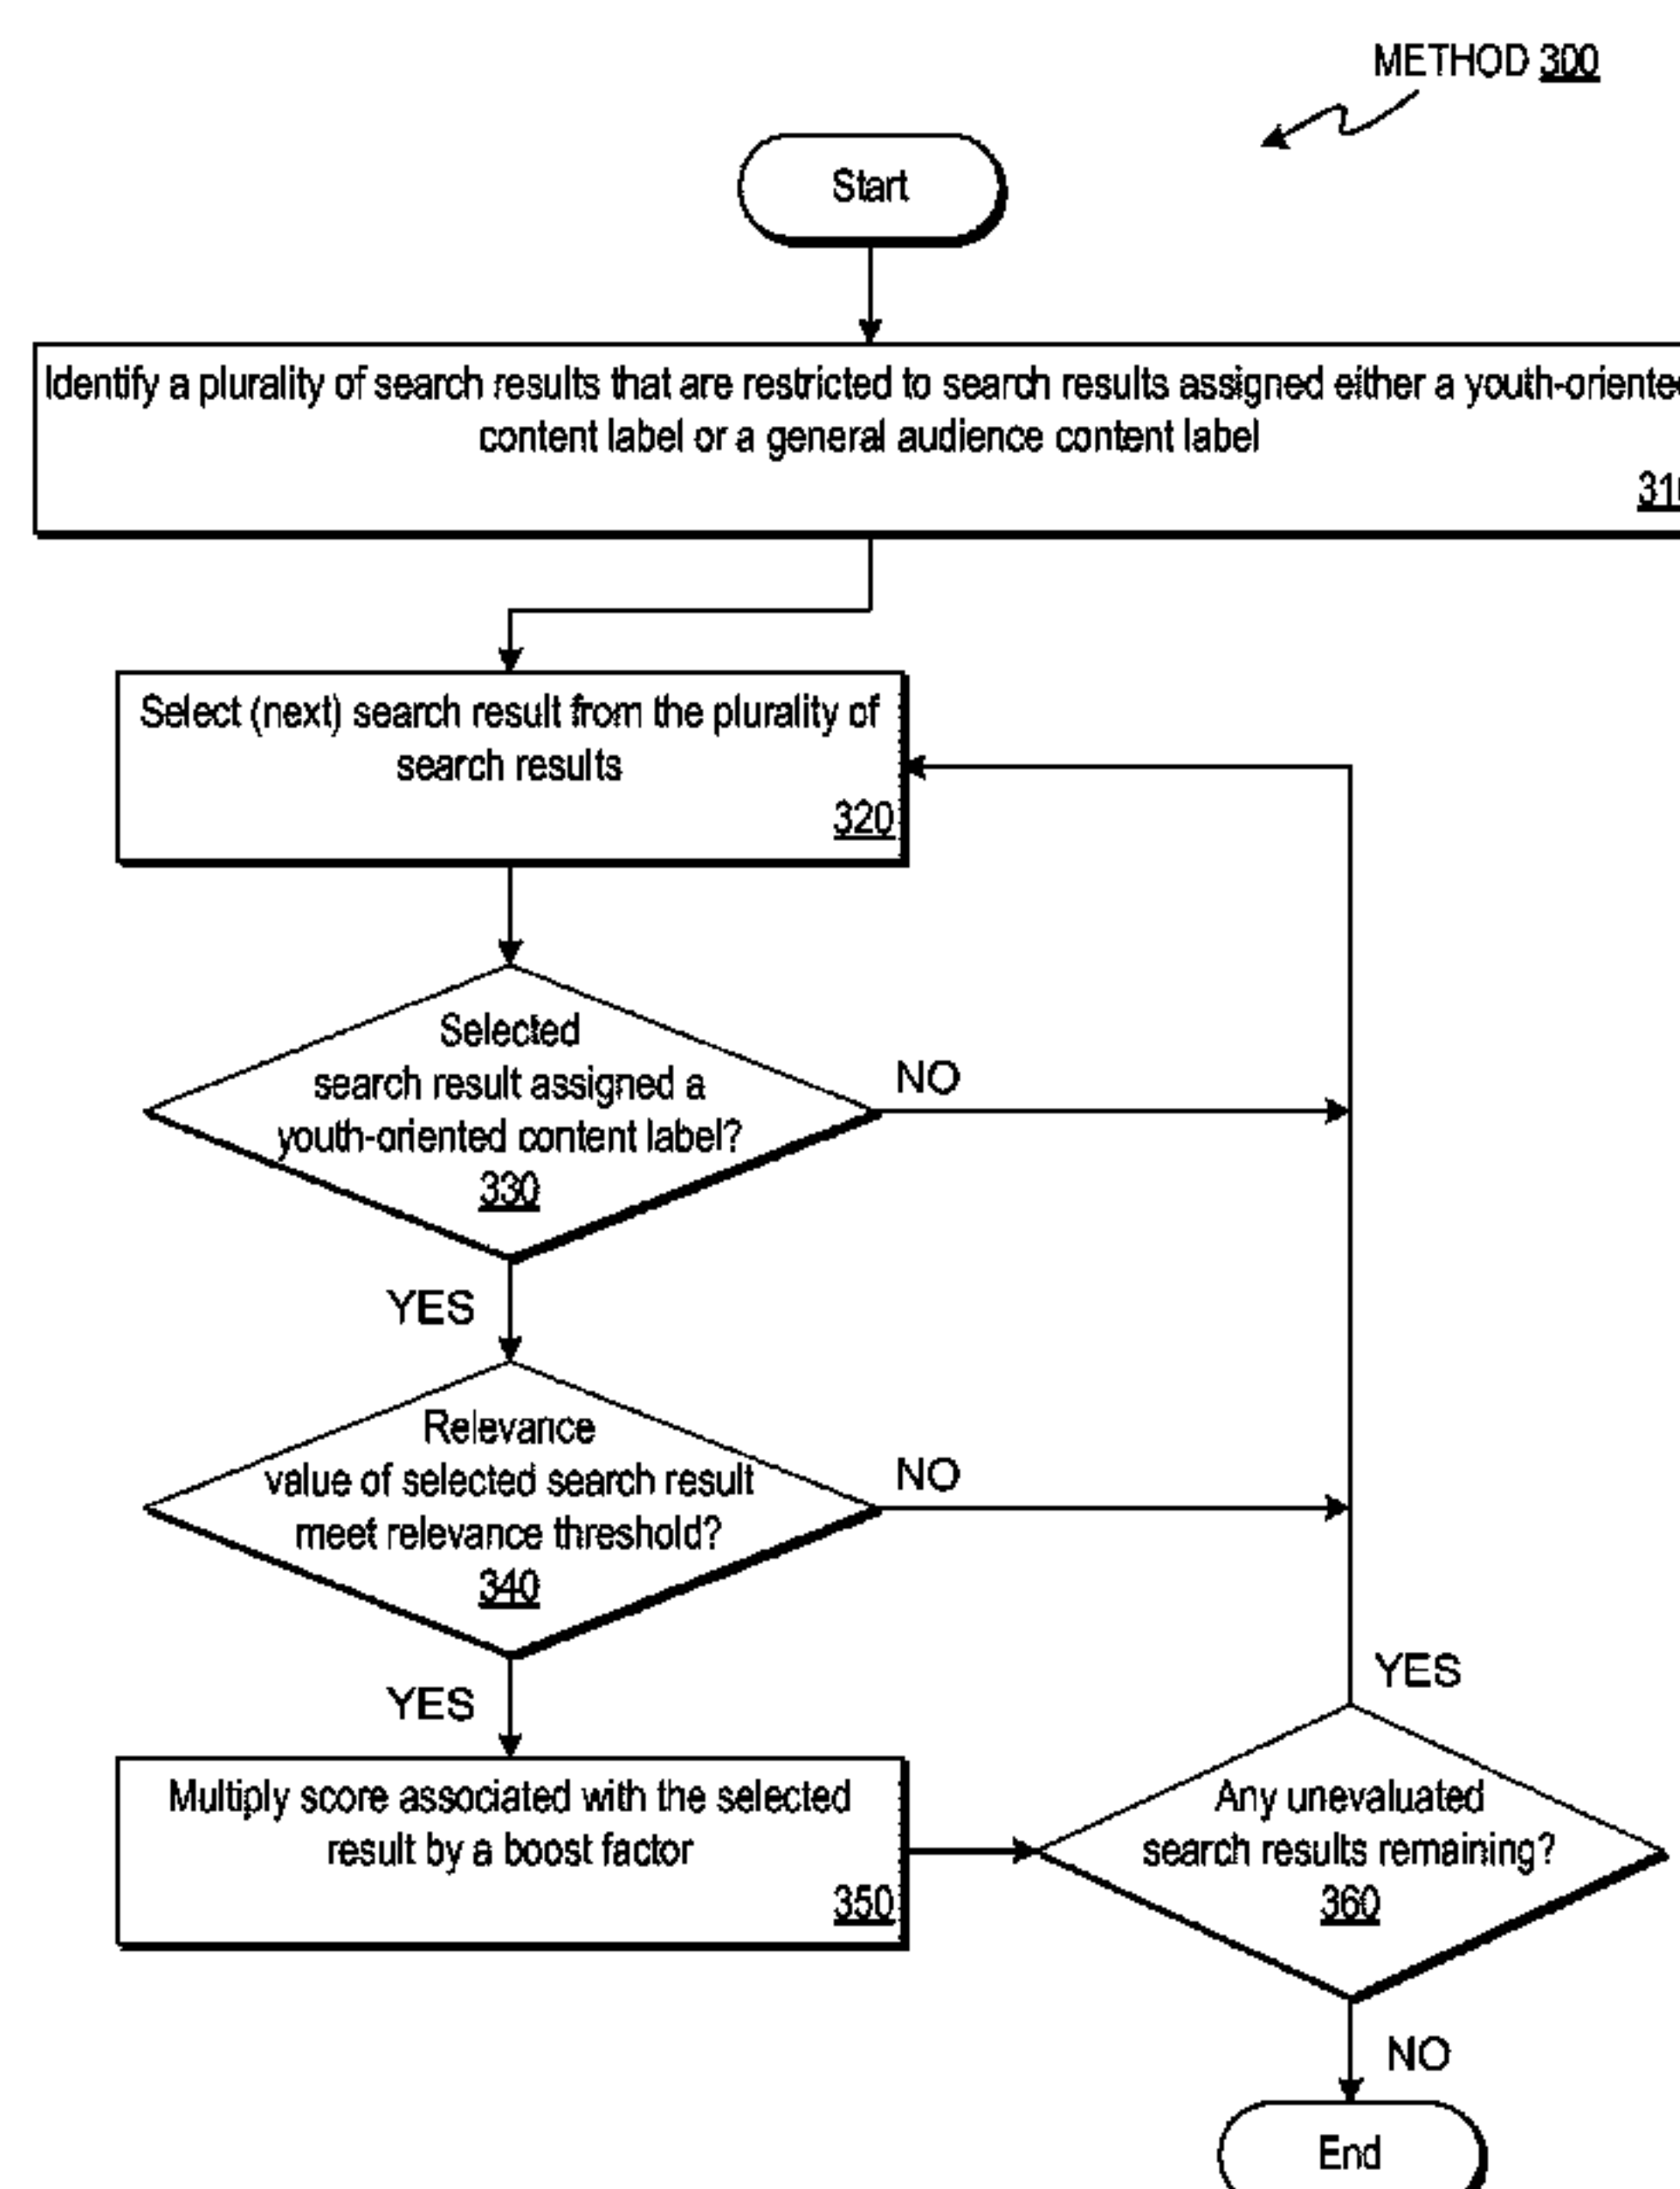 METHOD 300
Start
Identify a plurality of search results that are restricted to search results assigned either a youth-oriented
content label or a general audience content label
310
Select (next) search result from the plurality of
search results
320
Selected
search result assigned a
youth-oriented content label?
330
NO
YES
Relevance
value of selected search result
meet relevance threshold?
340
NO
YES
Multiply score associated with the selected
result by a boost factor
350
YES
Any unevaluated
search results remaining?
360
NO
End